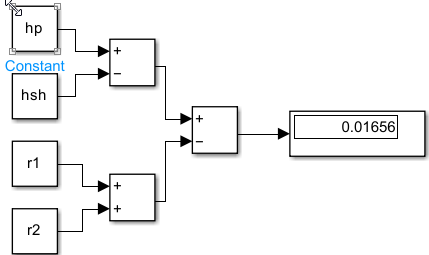 hp
Constant
hsh
r1
r2
+
−
+
+
+
−
0.01656